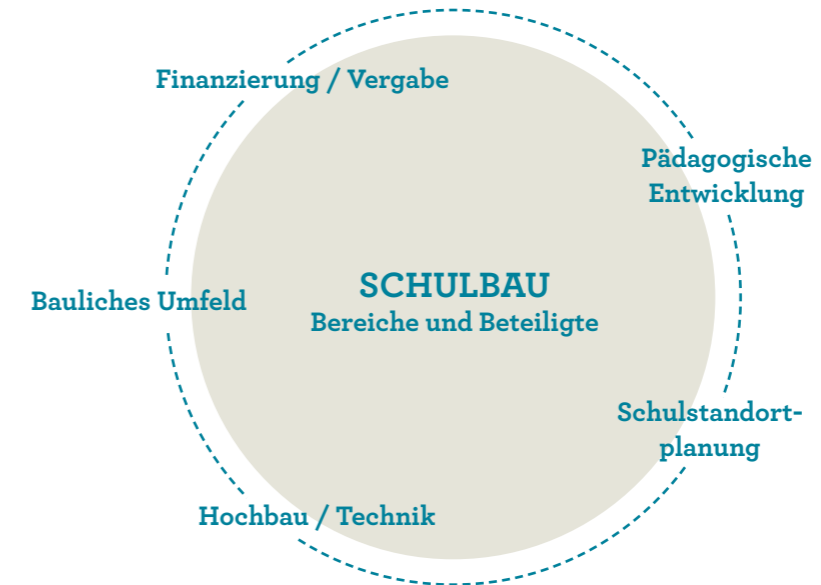 Finanzierung / Vergabe
Pädagogische
Entwicklung
SCHULBAU
Bereiche und Beteiligte
Bauliches Umfeld
Schulstandort-
planung
Hochbau / Technik